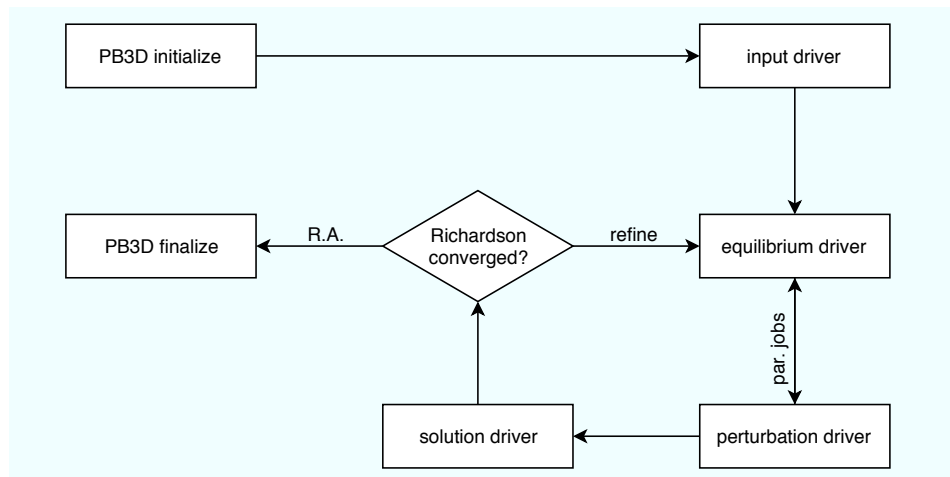 PB3D initialize
input driver
PB3D finalize
R.A.
Richardson
converged?
refine
equilibrium driver
par. jobs
solution driver
perturbation driver